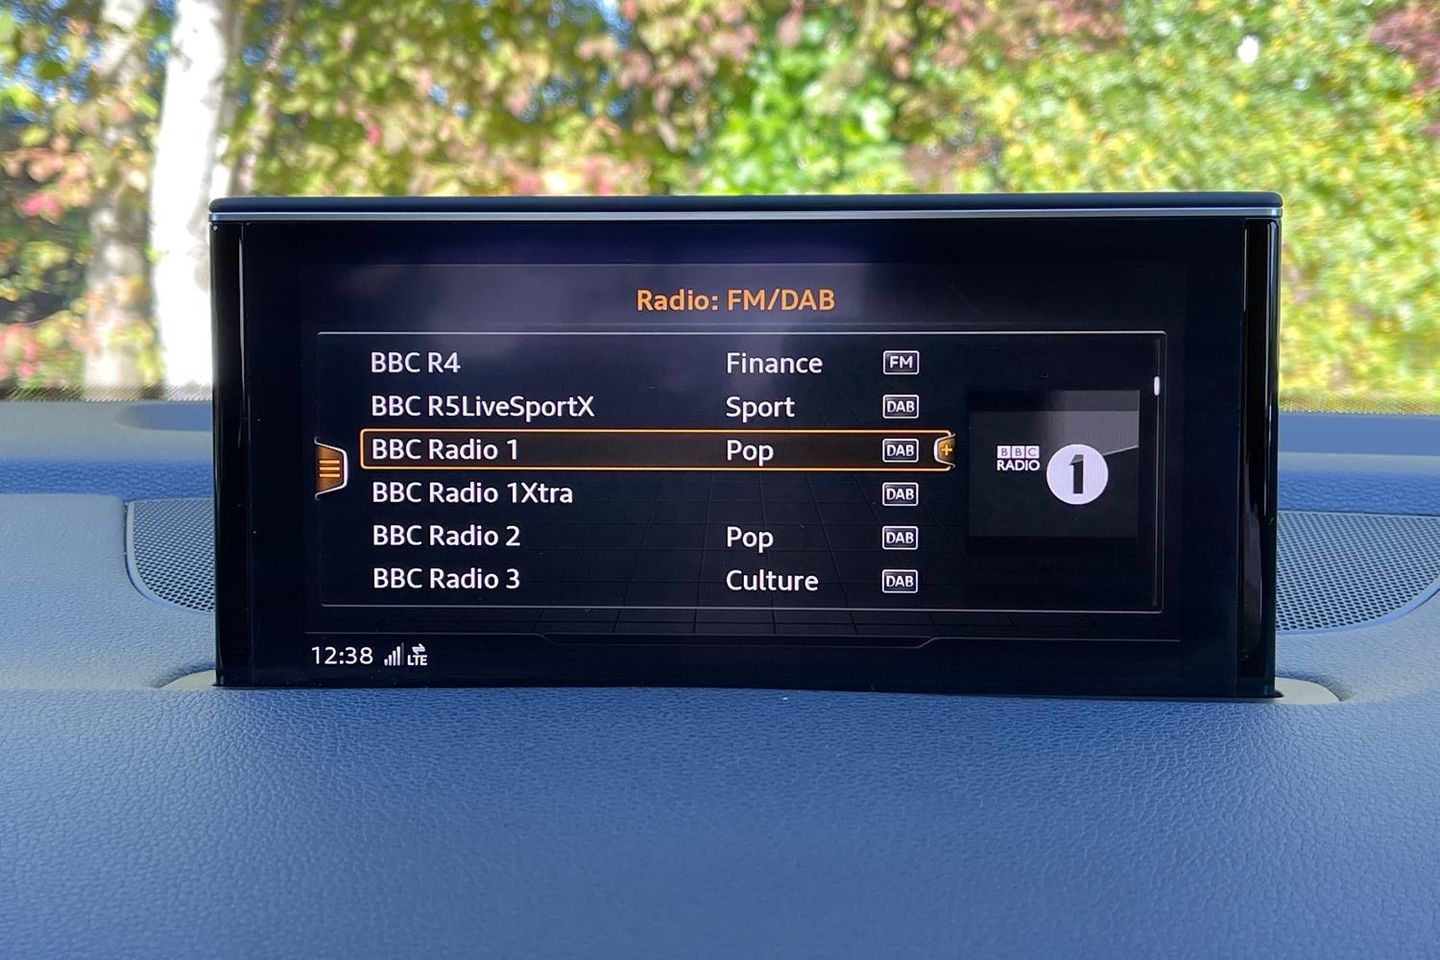 Radio: FM/DAB
BBC R4 Finance FM
BBC R5LiveSportX Sport DAB
BBC Radio 1 Pop DAB +
BBC Radio 1Xtra DAB
BBC Radio 2 Pop DAB
BBC Radio 3 Culture DAB
BBC
RADIO 1
12:38 LTE